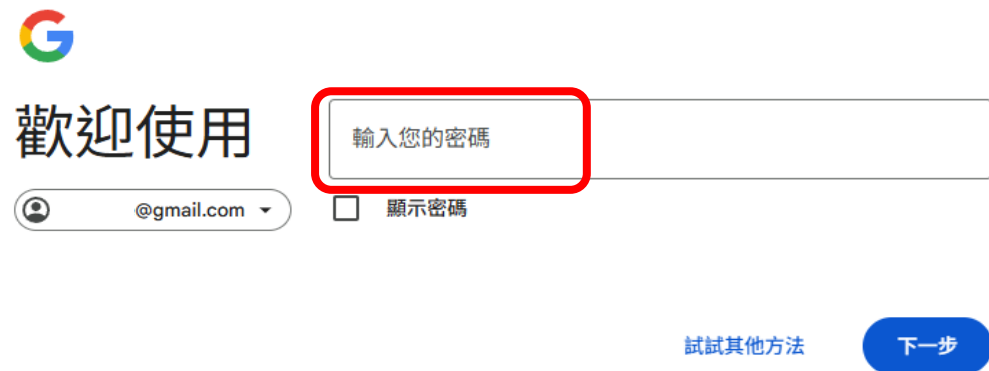 歡迎使用
@gmail.com
輸入您的密碼
顯示密碼
試試其他方法
下一步